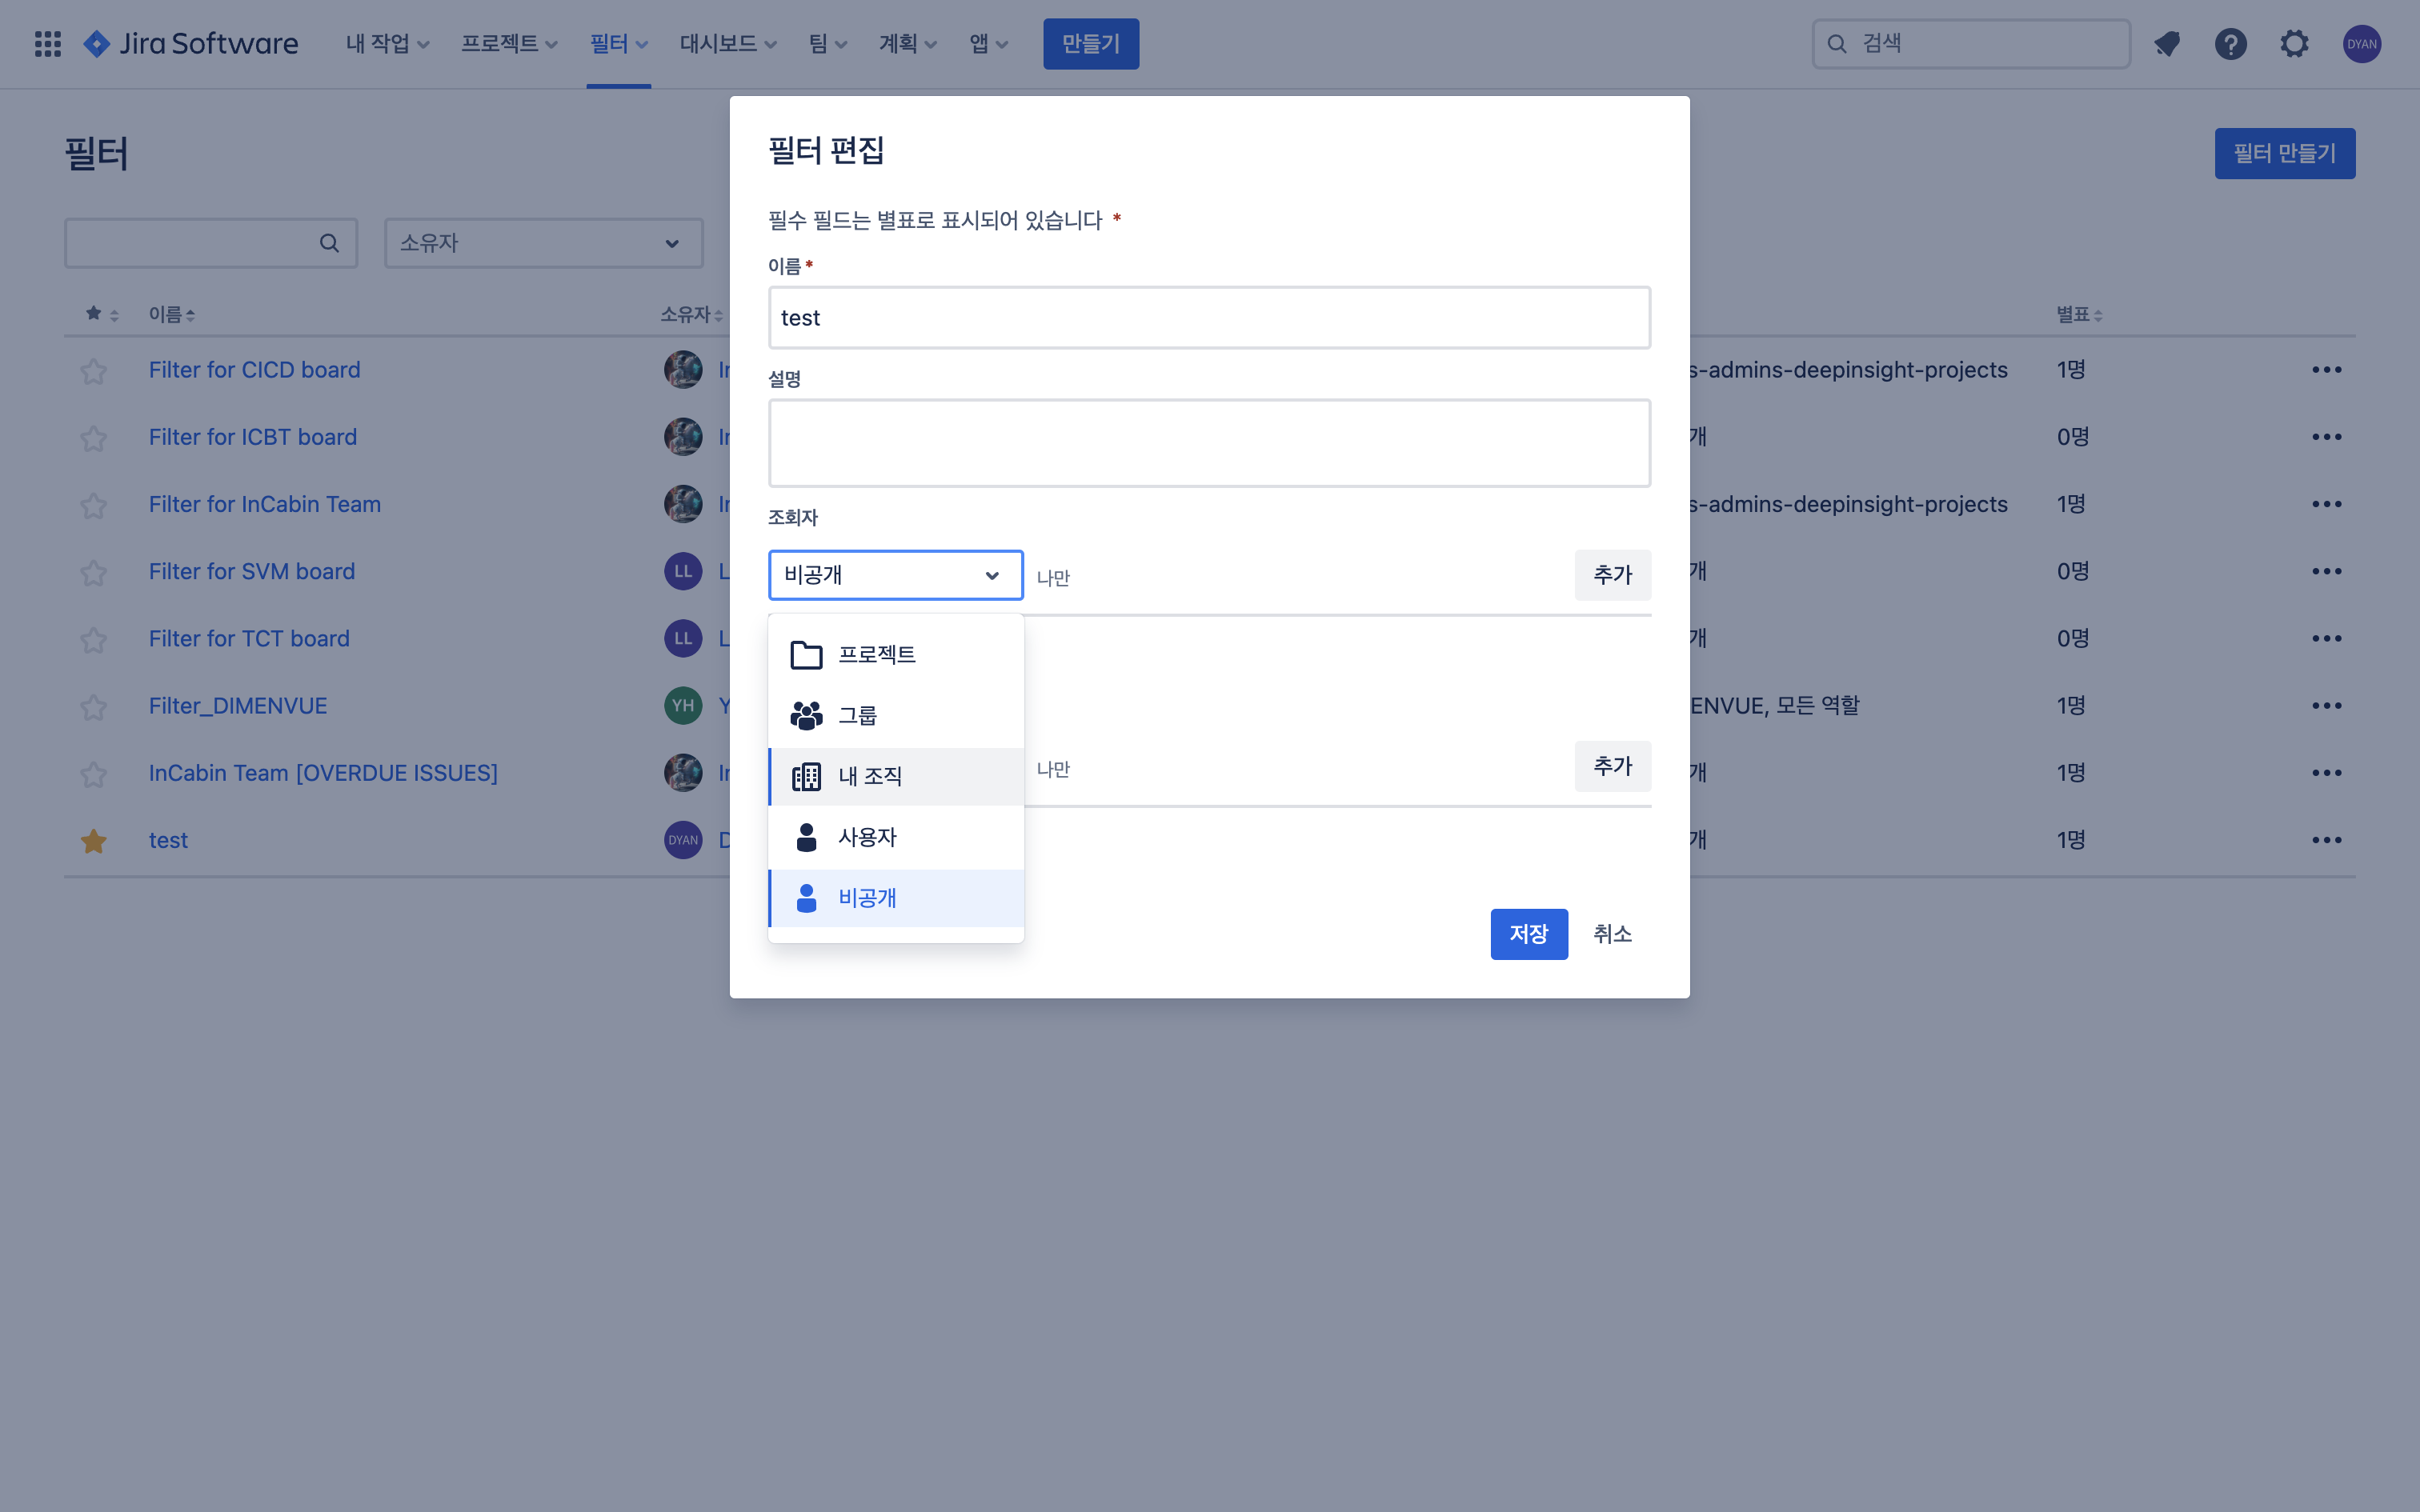 Jira Software 내 작업 프로젝트 필터 대시보드 팀 계획 앱 만들기 검색 DYAN
필터 필터 만들기
소유자
이름 소유자 별표
Filter for CICD board s-admins-deepinsight-projects 1명
Filter for ICBT board 개 0명
Filter for InCabin Team s-admins-deepinsight-projects 1명
Filter for SVM board LL L 개 0명
Filter for TCT board LL L 개 0명
Filter_DIMENVUE YH Y ENVUE, 모든 역할 1명
InCabin Team [OVERDUE ISSUES] 개 1명
test DYAN D 개 1명
필터 편집
필수 필드는 별표로 표시되어 있습니다 *
이름 *
test
설명
조회자
비공개 나만 추가
프로젝트
그룹
내 조직
사용자
비공개
나만 추가
저장 취소